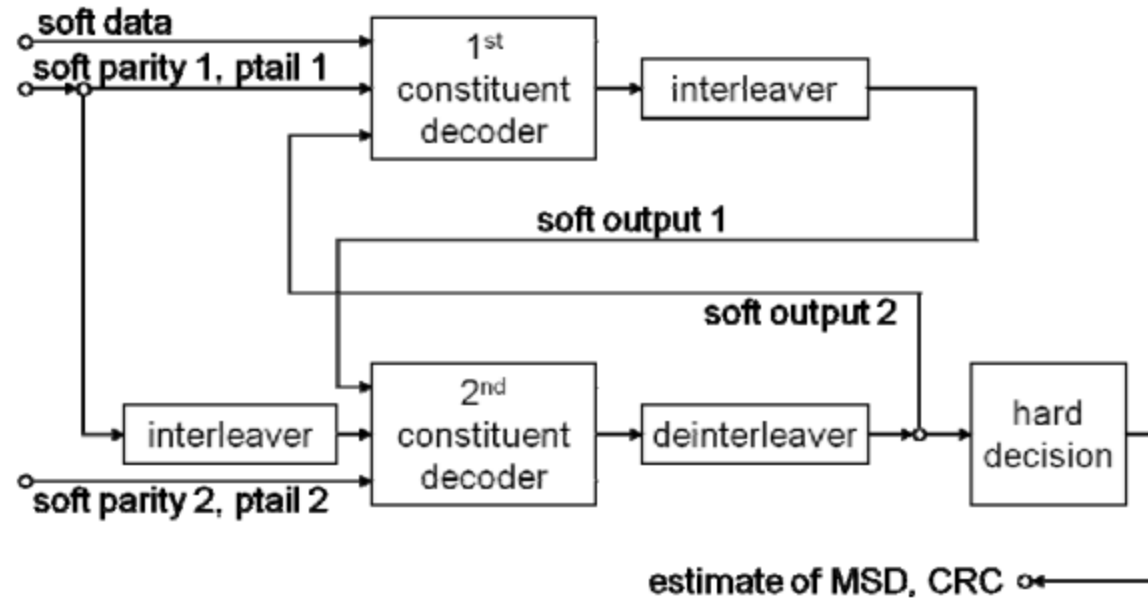 soft data
soft parity 1, ptail 1
1st
constituent
decoder
interleaver
soft output 1
soft output 2
interleaver
2nd
constituent
decoder
deinterleaver
hard
decision
soft parity 2, ptail 2
estimate of MSD, CRC